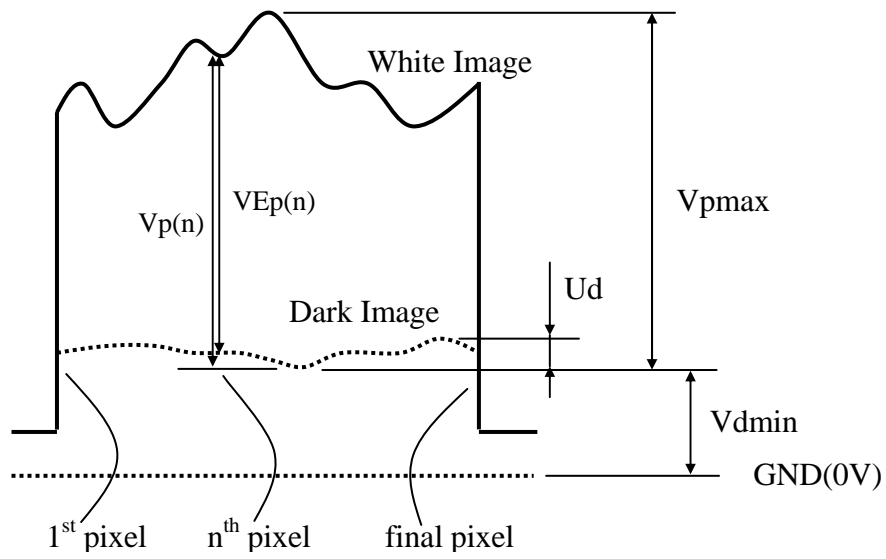 White Image
VEp(n)
Vp(n)
Vpmax
Ud
Dark Image
Vdmin
GND(0V)
1st pixel
nth pixel
final pixel